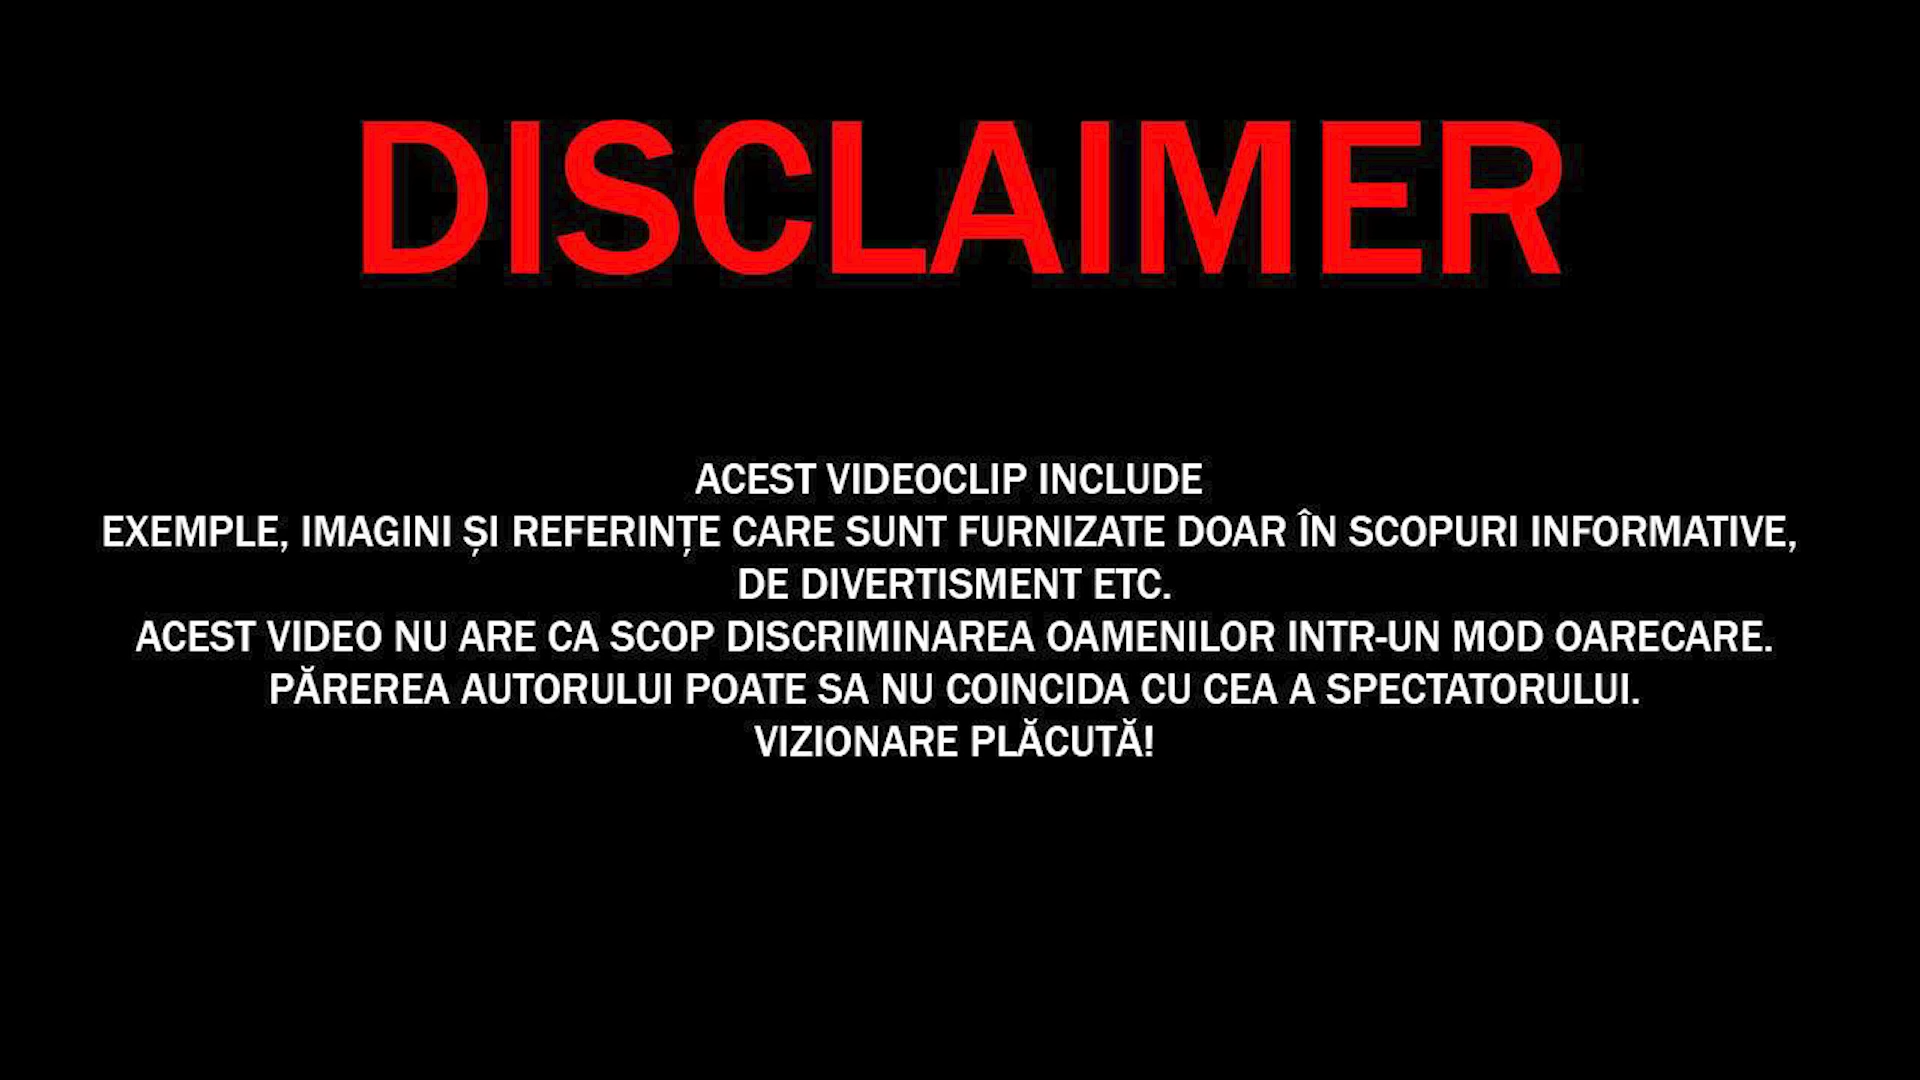 DISCLAIMER
ACEST VIDEOCLIP INCLUDE
EXEMPLE, IMAGINI ȘI REFERINȚE CARE SUNT FURNIZATE DOAR ÎN SCOPURI INFORMATIVE,
DE DIVERTISMENT ETC.
ACEST VIDEO NU ARE CA SCOP DISCRIMINAREA OAMENILOR INTR-UN MOD OARECARE.
PĂREREA AUTORULUI POATE SA NU COINCIDA CU CEA A SPECTATORULUI.
VIZIONARE PLĂCUTĂ!